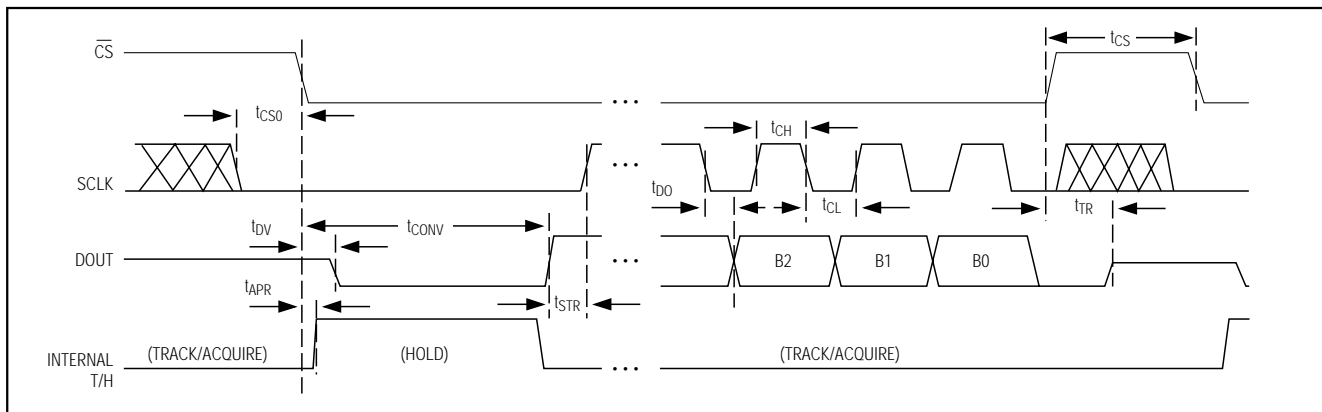 CS
tCS
tCS0
tCH
SCLK
tDO
tCL
tTR
tDV
tCONV
DOUT
B2
B1
B0
tAPR
tSTR
INTERNAL
T/H
(TRACK/ACQUIRE)
(HOLD)
(TRACK/ACQUIRE)